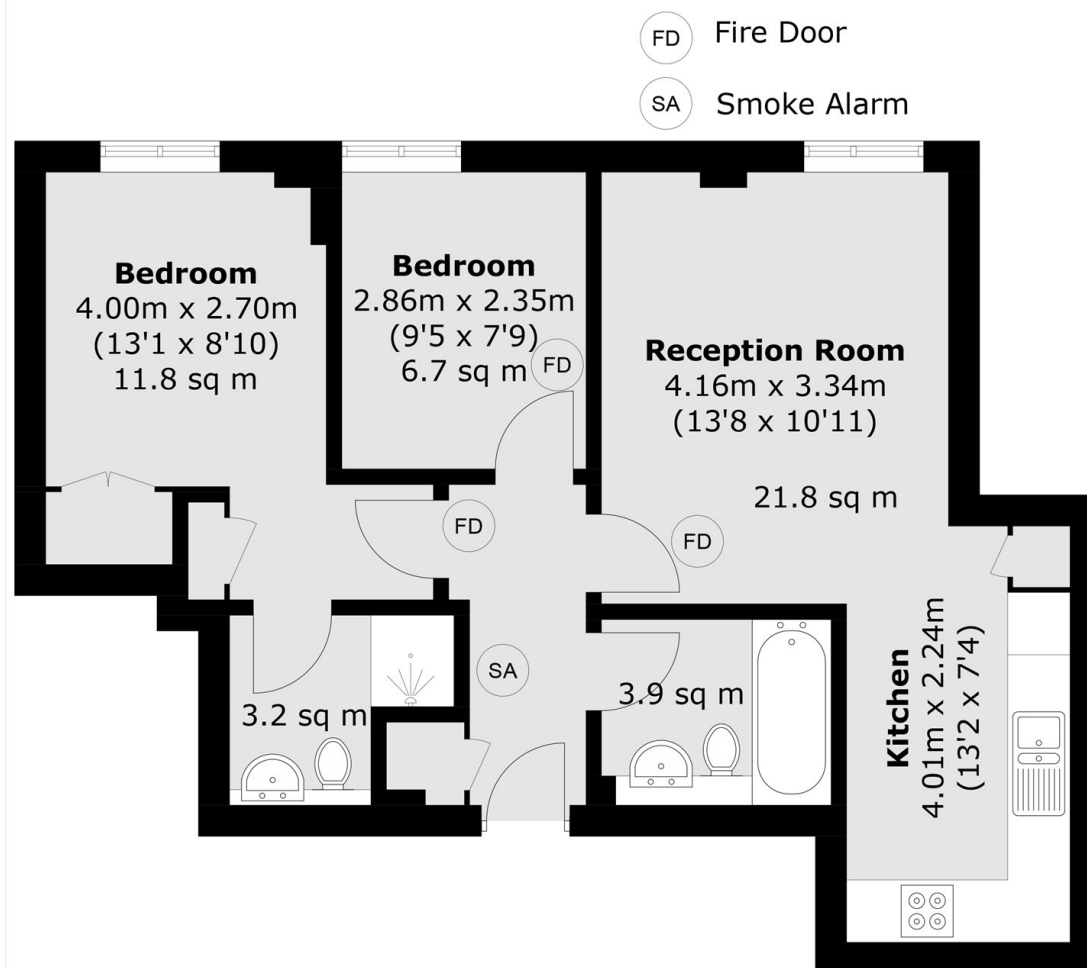 FD Fire Door
SA Smoke Alarm
Bedroom
4.00m x 2.70m
(13'1 x 8'10)
11.8 sq m
Bedroom
2.86m x 2.35m
(9'5 x 7'9)
6.7 sq m
FD
Reception Room
4.16m x 3.34m
(13'8 x 10'11)
21.8 sq m
FD
FD
SA
3.2 sq m
3.9 sq m
Kitchen
4.01m x 2.24m
(13'2 x 7'4)